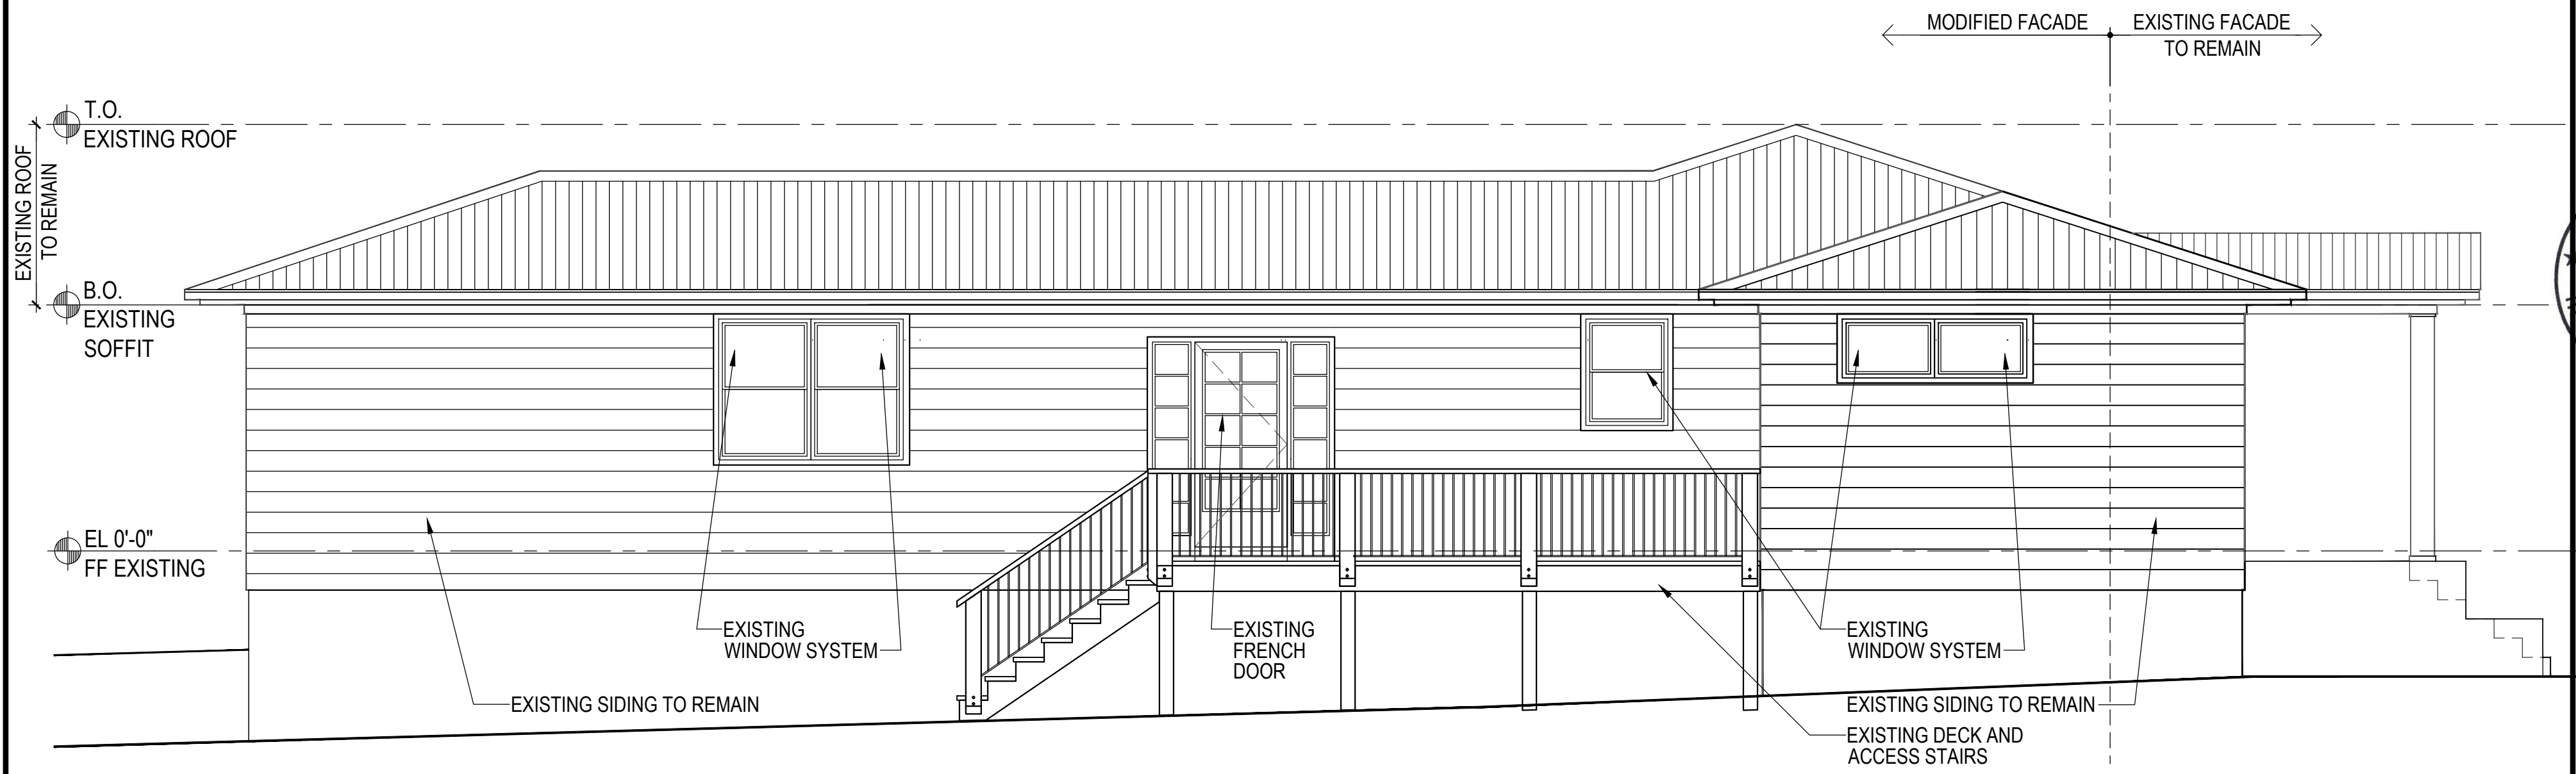 MODIFIED FACADE
EXISTING FACADE
TO REMAIN
T.O.
EXISTING ROOF
EXISTING ROOF
TO REMAIN
B.O.
EXISTING
SOFFIT
EL 0'-0"
FF EXISTING
EXISTING
WINDOW SYSTEM
EXISTING
FRENCH
DOOR
EXISTING
WINDOW SYSTEM
EXISTING SIDING TO REMAIN
EXISTING SIDING TO REMAIN
EXISTING DECK AND
ACCESS STAIRS